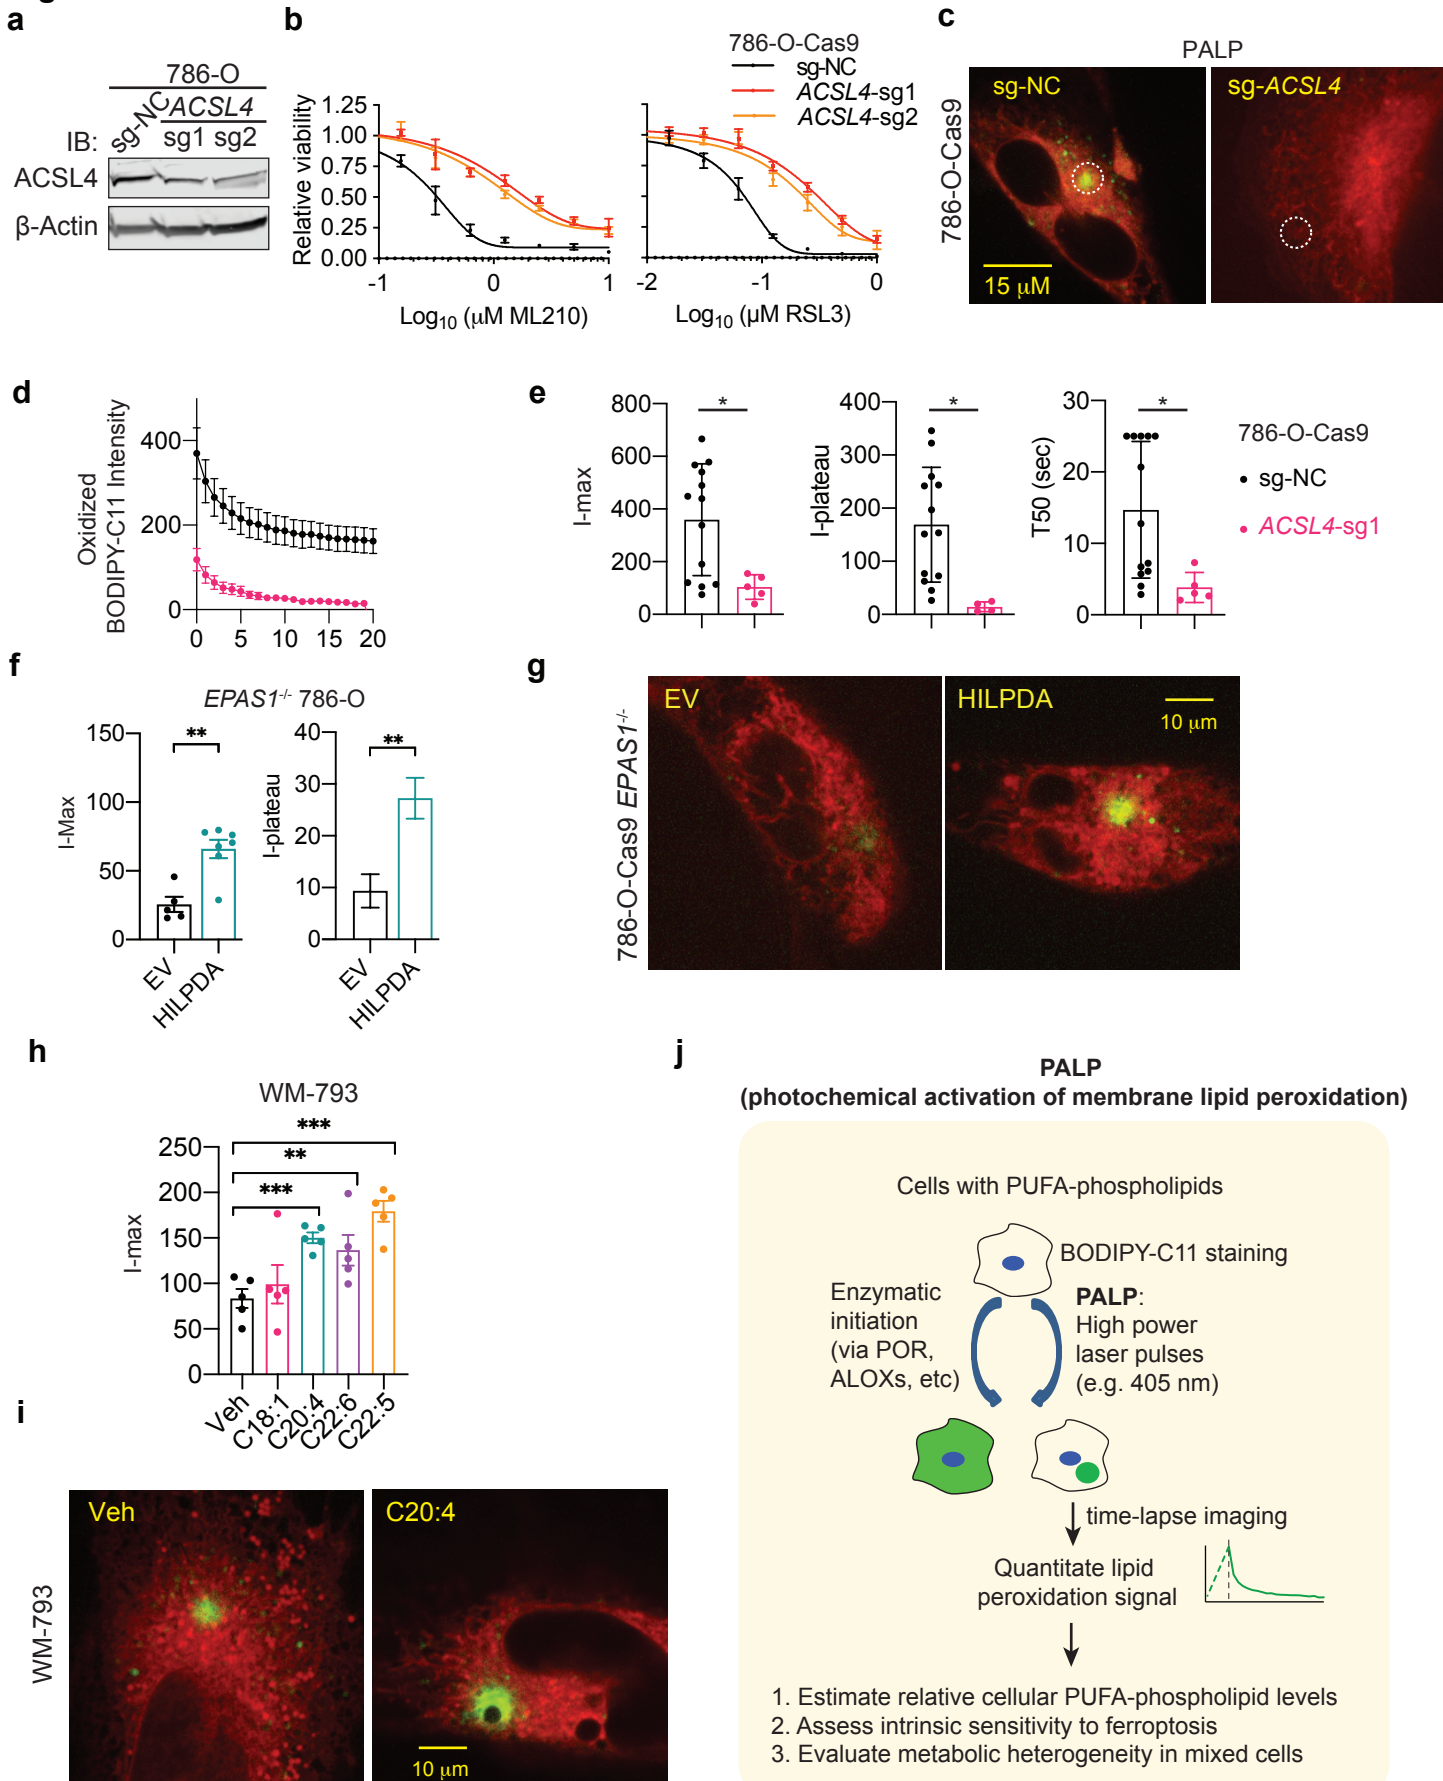 a
786-O
sg-NC
ACSL4
IB:
sg1 sg2
ACSL4
β-Actin
b
786-O-Cas9
sg-NC
ACSL4-sg1
ACSL4-sg2
Relative viability
1.25
1.00
0.75
0.50
0.25
0.00
-1
0
1
Log10 (μM ML210)
-2
-1
0
Log10 (μM RSL3)
c
PALP
786-O-Cas9
sg-NC
15 μM
sg-ACSL4
d
Oxidized
BODIPY-C11 Intensity
400
200
0
0
5
10
15
20
e
I-max
800
600
400
200
0
*
I-plateau
400
300
200
100
0
*
T50 (sec)
30
20
10
0
*
786-O-Cas9
sg-NC
ACSL4-sg1
f
EPAS1-/- 786-O
I-Max
150
100
50
0
**
EV
HILPDA
I-plateau
40
30
20
10
0
**
EV
HILPDA
g
786-O-Cas9 EPAS1-/-
EV
HILPDA
10 μm
h
WM-793
***
**
***
I-max
250
200
150
100
50
0
Veh
C18:1
C20:4
C22:6
C22:5
i
WM-793
Veh
C20:4
10 μm
j
PALP
(photochemical activation of membrane lipid peroxidation)
Cells with PUFA-phospholipids
BODIPY-C11 staining
Enzymatic
initiation
(via POR,
ALOXs, etc)
PALP:
High power
laser pulses
(e.g. 405 nm)
time-lapse imaging
Quantitate lipid
peroxidation signal
1. Estimate relative cellular PUFA-phospholipid levels
2. Assess intrinsic sensitivity to ferroptosis
3. Evaluate metabolic heterogeneity in mixed cells